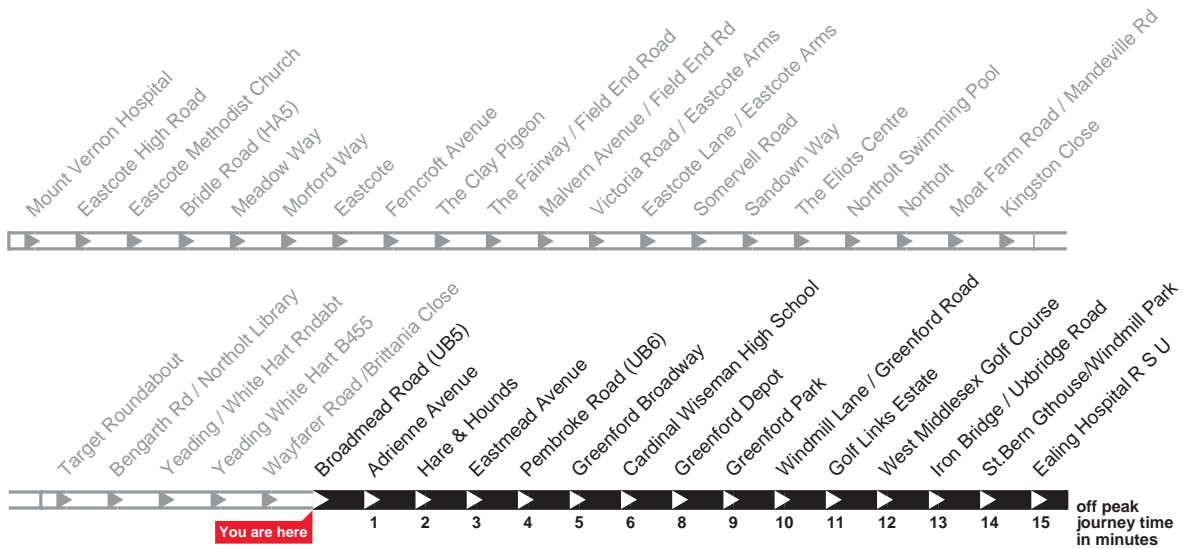 Mount Vernon Hospital
Eastcote High Road
Eastcote Methodist Church
Bridle Road (HA5)
Meadow Way
Morford Way
Eastcote
Ferncroft Avenue
The Clay Pigeon
The Fairway / Field End Road
Malvern Avenue / Field End Rd
Victoria Road / Eastcote Arms
Eastcote Lane / Eastcote Arms
Somervell Road
Sandown Way
The Eliots Centre
Northolt Swimming Pool
Northolt
Moat Farm Road / Mandeville Rd
Kingston Close
Target Roundabout
Bengarth Rd / Northolt Library
Yeading / White Hart Rndabt
Yeading White Hart B455
Wayfarer Road /Brittania Close
Broadmead Road (UB5)
Adrienne Avenue
Hare & Hounds
Eastmead Avenue
Pembroke Road (UB6)
Greenford Broadway
Cardinal Wiseman High School
Greenford Depot
Greenford Park
Windmill Lane / Greenford Road
Golf Links Estate
West Middlesex Golf Course
Iron Bridge / Uxbridge Road
St.Bern Gthouse/Windmill Park
Ealing Hospital R S U
You are here
1 2 3 4 5 6 8 9 10 11 12 13 14 15
off peak
journey time
in minutes